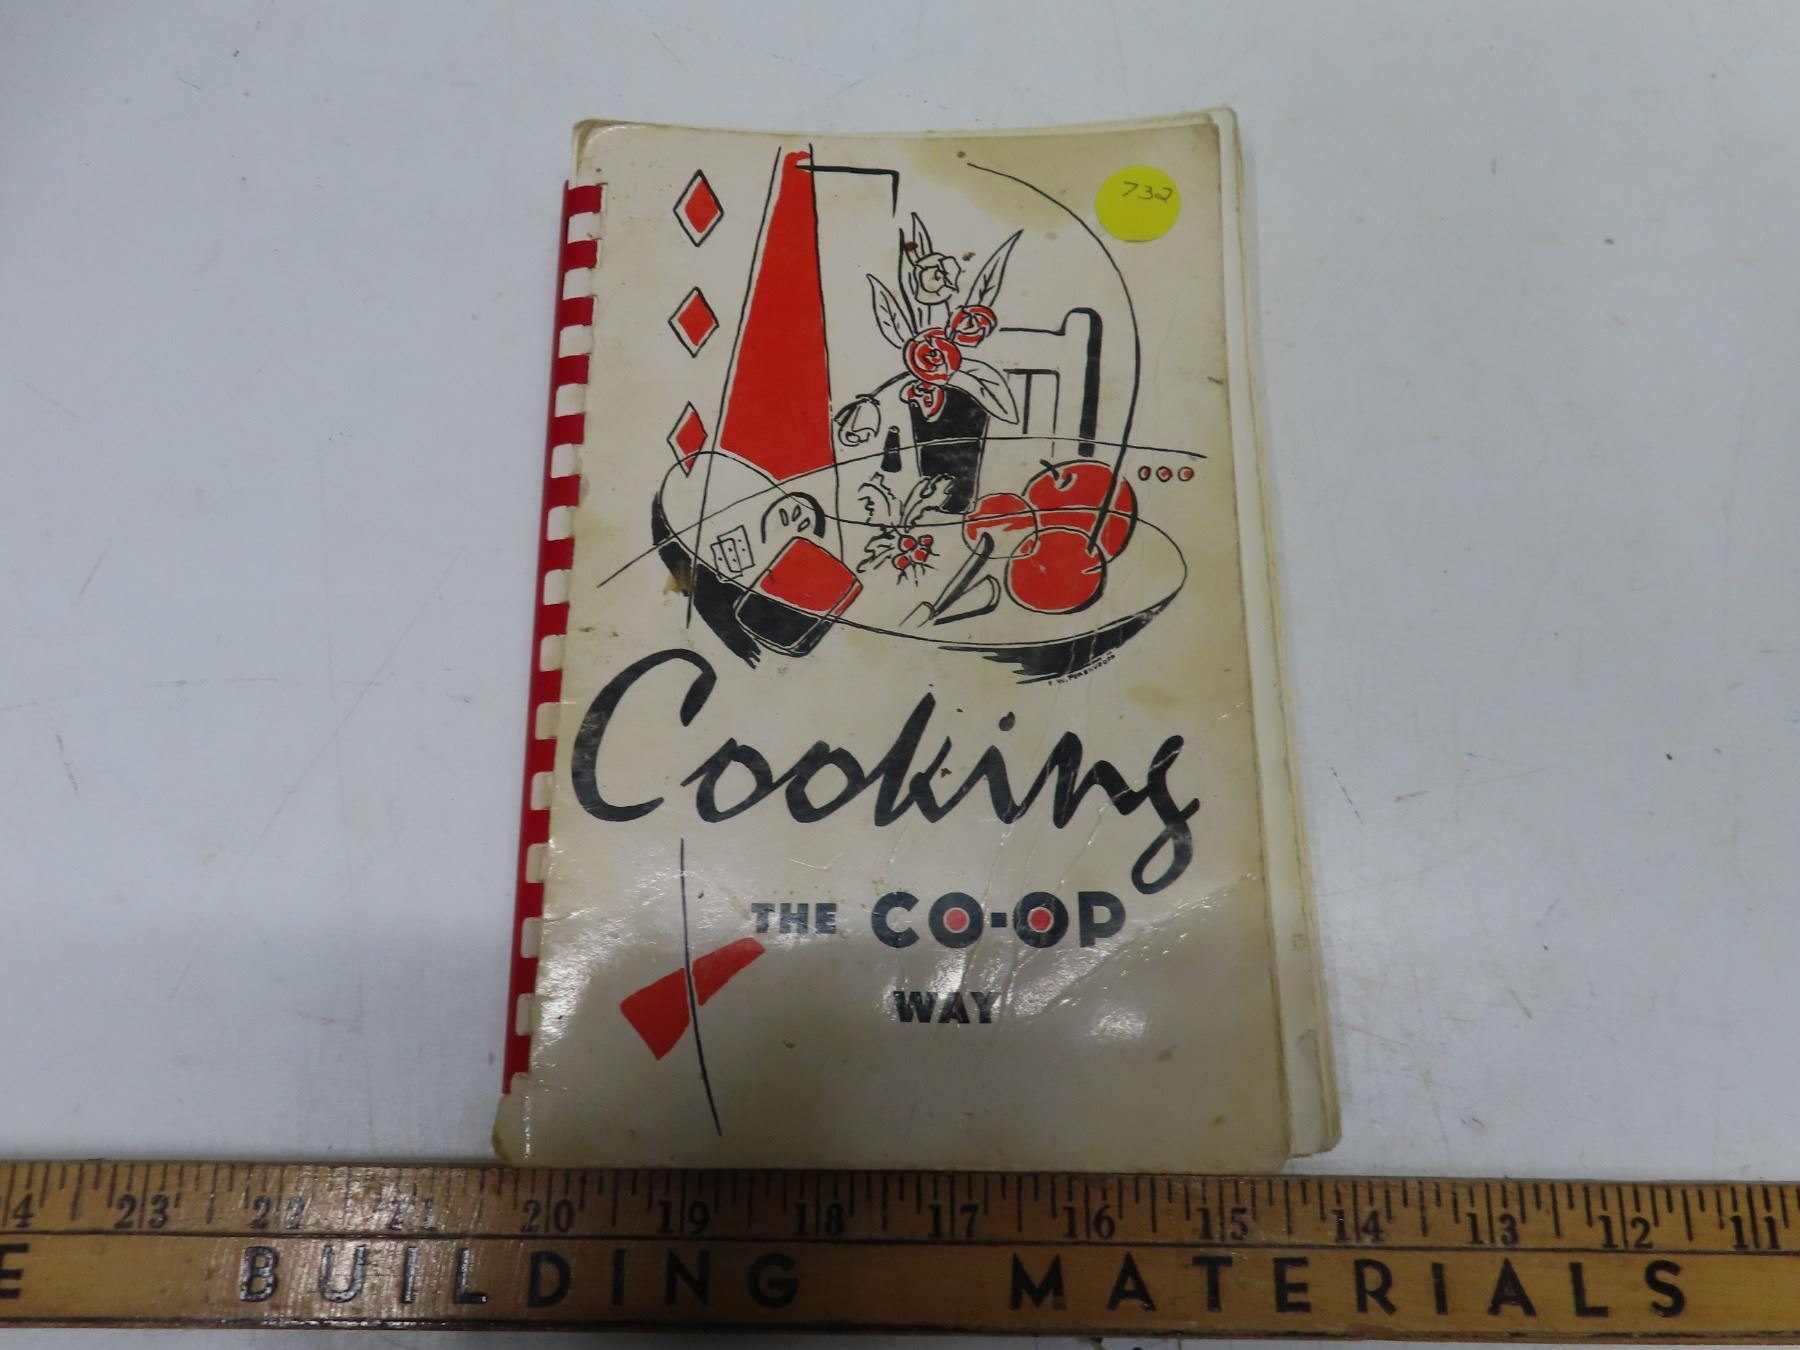 732
Cooking
THE CO-OP
WAY
24 23 22 21 20 19 18 17 16 15 14 13 12 11
E BUILDING MATERIALS